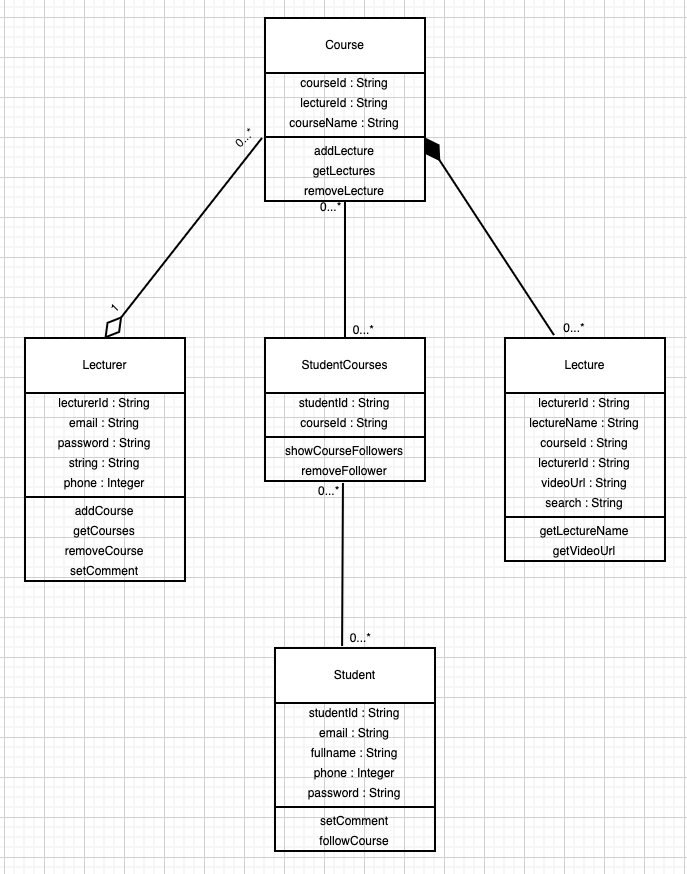 Course
courseId : String
lectureId : String
courseName : String
addLecture
getLectures
removeLecture
0...*
0...*
1
0...*
0...*
Lecturer
lecturerId : String
email : String
password : String
string : String
phone : Integer
addCourse
getCourses
removeCourse
setComment
StudentCourses
studentId : String
courseId : String
showCourseFollowers
removeFollower
0...*
Lecture
lecturerId : String
lectureName : String
courseId : String
lecturerId : String
videoUrl : String
search : String
getLectureName
getVideoUrl
0...*
Student
studentId : String
email : String
fullname : String
phone : Integer
password : String
setComment
followCourse